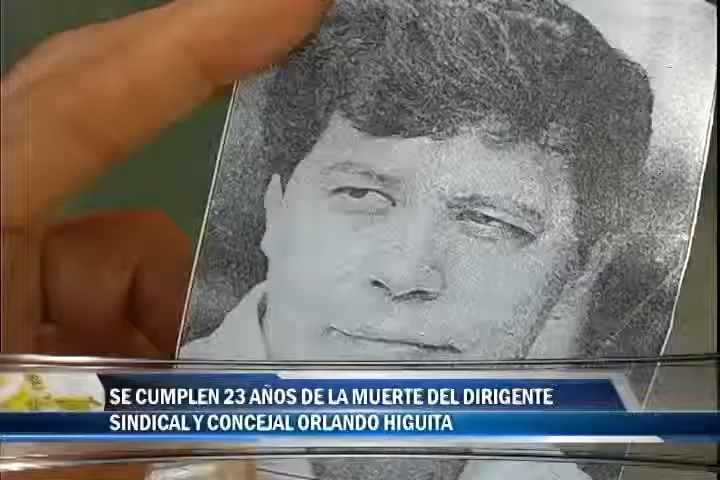 SE CUMPLEN 23 AÑOS DE LA MUERTE DEL DIRIGENTE
SINDICAL Y CONCEJAL ORLANDO HIGUITA